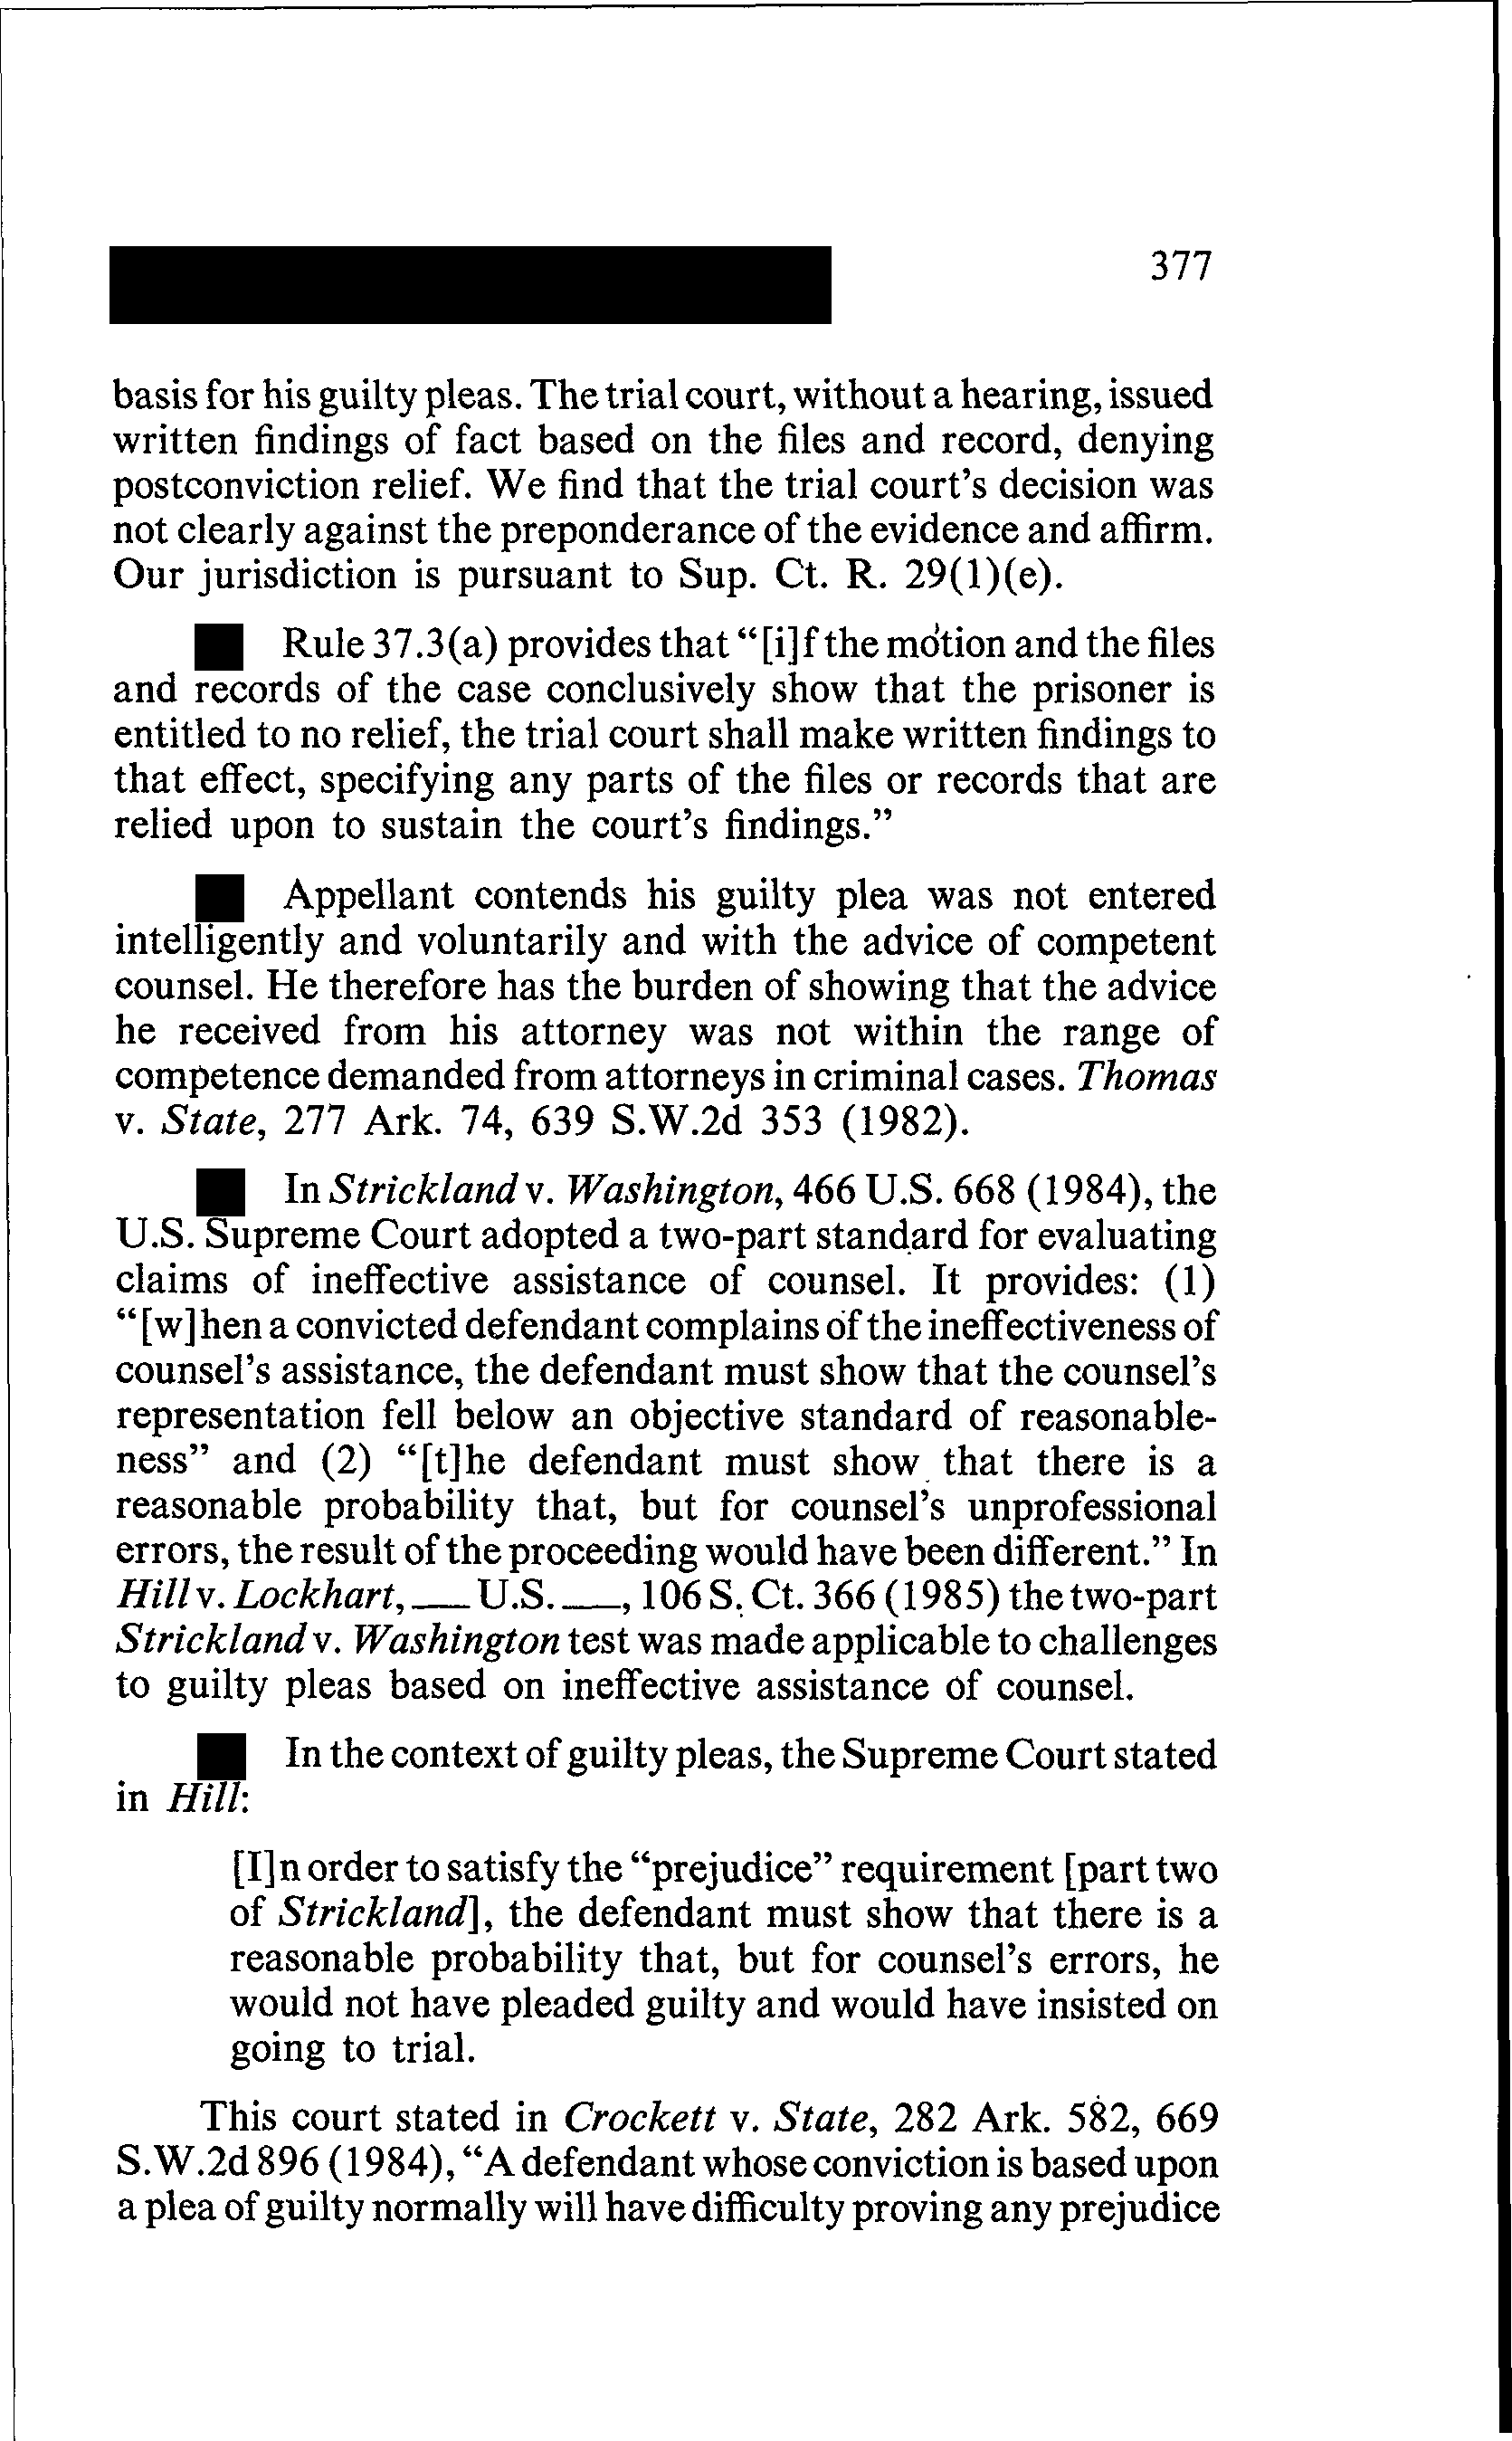 377
basis for his guilty pleas. The trial court, without a hearing, issued
written findings of fact based on the files and record, denying
postconviction relief. We find that the trial court's decision was
not clearly against the preponderance of the evidence and affirm.
Our jurisdiction is pursuant to Sup. Ct. R. 29(1)(e).
Rule 37.3(a) provides that "[i]f the motion and the files
and records of the case conclusively show that the prisoner is
entitled to no relief, the trial court shall make written findings to
that effect, specifying any parts of the files or records that are
relied upon to sustain the court's findings."
Appellant contends his guilty plea was not entered
intelligently and voluntarily and with the advice of competent
counsel. He therefore has the burden of showing that the advice
he received from his attorney was not within the range of
competence demanded from attorneys in criminal cases. Thomas
v. State, 277 Ark. 74, 639 S.W.2d 353 (1982).
In Strickland v. Washington, 466 U.S. 668 (1984), the
U.S. Supreme Court adopted a two-part standard for evaluating
claims of ineffective assistance of counsel. It provides: (1)
"[w]hen a convicted defendant complains of the ineffectiveness of
counsel's assistance, the defendant must show that the counsel's
representation fell below an objective standard of reasonable-
ness" and (2) "[t]he defendant must show that there is a
reasonable probability that, but for counsel's unprofessional
errors, the result of the proceeding would have been different." In
Hill v. Lockhart, __ U.S. __, 106 S. Ct. 366 (1985) the two-part
Strickland v. Washington test was made applicable to challenges
to guilty pleas based on ineffective assistance of counsel.
In the context of guilty pleas, the Supreme Court stated
in Hill:
[I]n order to satisfy the "prejudice" requirement [part two
of Strickland], the defendant must show that there is a
reasonable probability that, but for counsel's errors, he
would not have pleaded guilty and would have insisted on
going to trial.
This court stated in Crockett v. State, 282 Ark. 582, 669
S.W.2d 896 (1984), "A defendant whose conviction is based upon
a plea of guilty normally will have difficulty proving any prejudice